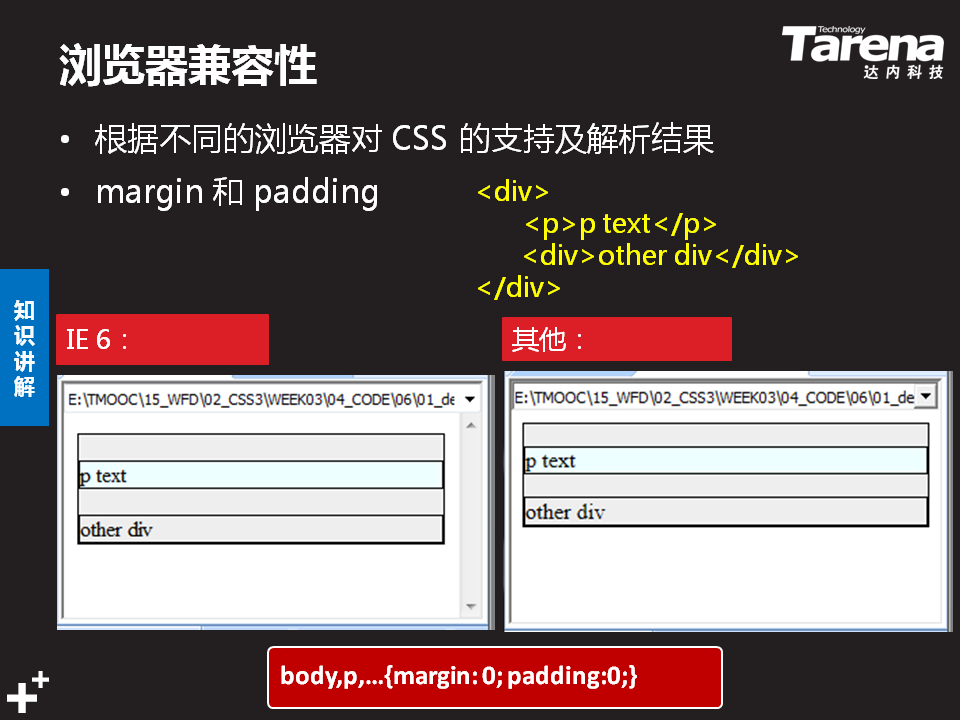 浏览器兼容性
Technology
Tarena
达内科技
• 根据不同的浏览器对 CSS 的支持及解析结果
• margin 和 padding
<div>
<p>p text</p>
<div>other div</div>
</div>
知识讲解
IE 6：
其他：
E:\TMOOC\15_WFD\02_CSS3\WEEK03\04_CODE\06\01_de
p text
other div
E:\TMOOC\15_WFD\02_CSS3\WEEK03\04_CODE\06\01_de
p text
other div
body,p,...{margin: 0; padding:0;}